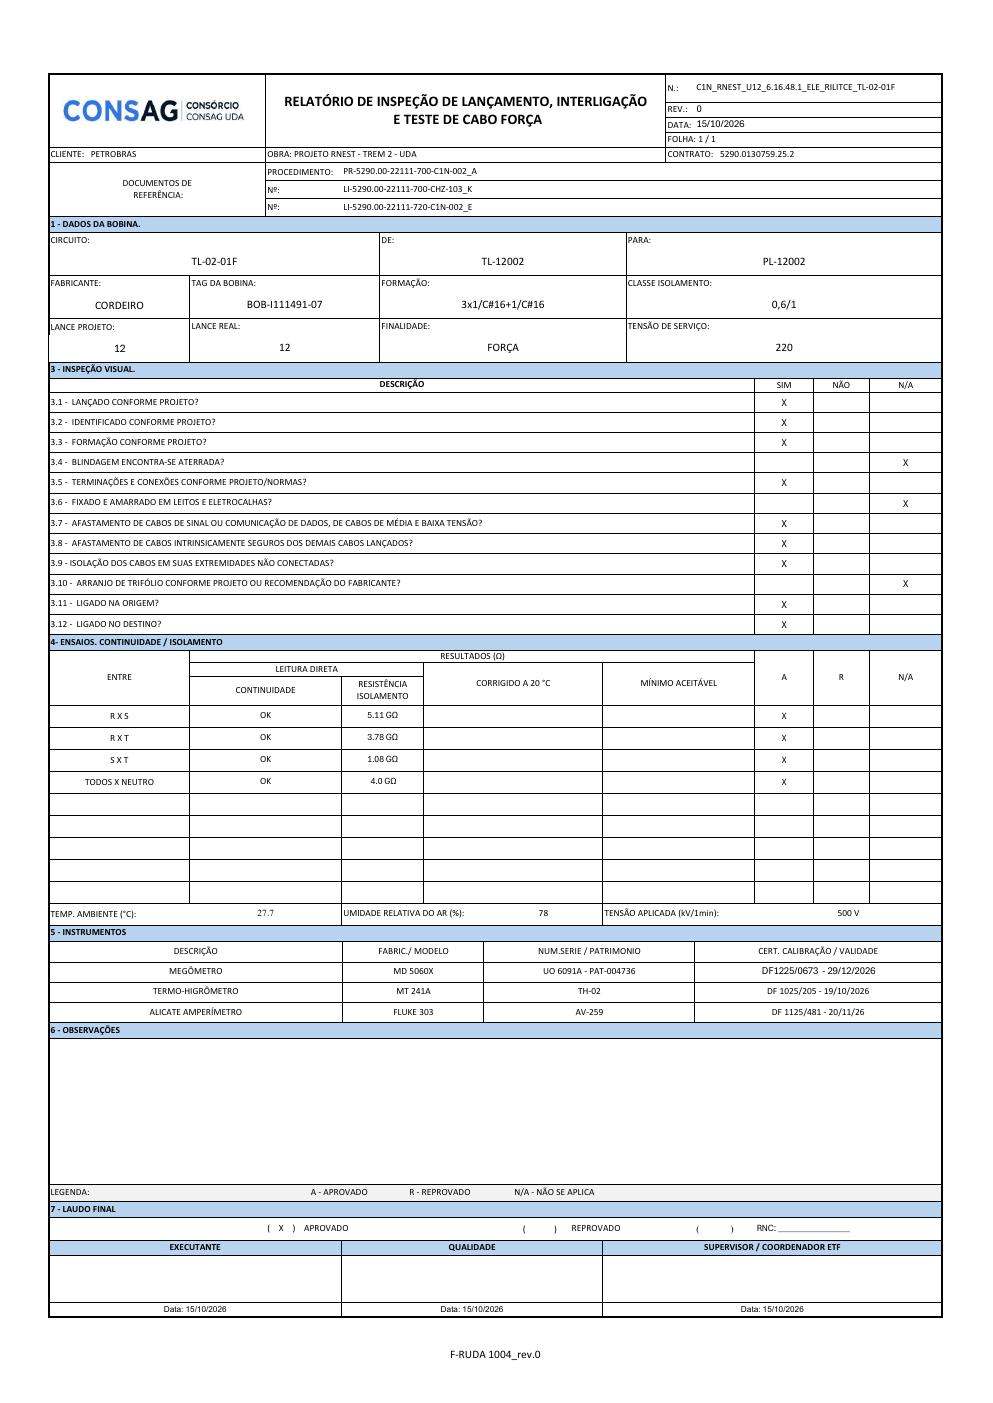 CONSAG CONSÓRCIO CONSAG UDA
RELATÓRIO DE INSPEÇÃO DE LANÇAMENTO, INTERLIGAÇÃO
E TESTE DE CABO FORÇA
N.: C1N_RNEST_U12_6.16.48.1_ELE_RILITCE_TL-02-01F
REV.: 0
DATA: 15/10/2026
FOLHA: 1 / 1
CLIENTE: PETROBRAS OBRA: PROJETO RNEST - TREM 2 - UDA CONTRATO: 5290.0130759.25.2
DOCUMENTOS DE
REFERÊNCIA:
PROCEDIMENTO: PR-5290.00-22111-700-C1N-002_A
Nº: LI-5290.00-22111-700-CHZ-103_K
Nº: LI-5290.00-22111-720-C1N-002_E
1 - DADOS DA BOBINA.
CIRCUITO: DE: PARA:
TL-02-01F TL-12002 PL-12002
FABRICANTE: TAG DA BOBINA: FORMAÇÃO: CLASSE ISOLAMENTO:
CORDEIRO BOB-I111491-07 3x1/C#16+1/C#16 0,6/1
LANCE PROJETO: LANCE REAL: FINALIDADE: TENSÃO DE SERVIÇO:
12 12 FORÇA 220
3 - INSPEÇÃO VISUAL.
DESCRIÇÃO SIM NÃO N/A
3.1 - LANÇADO CONFORME PROJETO? X
3.2 - IDENTIFICADO CONFORME PROJETO? X
3.3 - FORMAÇÃO CONFORME PROJETO? X
3.4 - BLINDAGEM ENCONTRA-SE ATERRADA? X
3.5 - TERMINAÇÕES E CONEXÕES CONFORME PROJETO/NORMAS? X
3.6 - FIXADO E AMARRADO EM LEITOS E ELETROCALHAS? X
3.7 - AFASTAMENTO DE CABOS DE SINAL OU COMUNICAÇÃO DE DADOS, DE CABOS DE MÉDIA E BAIXA TENSÃO? X
3.8 - AFASTAMENTO DE CABOS INTRINSICAMENTE SEGUROS DOS DEMAIS CABOS LANÇADOS? X
3.9 - ISOLAÇÃO DOS CABOS EM SUAS EXTREMIDADES NÃO CONECTADAS? X
3.10 - ARRANJO DE TRIFÓLIO CONFORME PROJETO OU RECOMENDAÇÃO DO FABRICANTE? X
3.11 - LIGADO NA ORIGEM? X
3.12 - LIGADO NO DESTINO? X
4- ENSAIOS. CONTINUIDADE / ISOLAMENTO
RESULTADOS (Ω)
ENTRE LEITURA DIRETA CORRIGIDO A 20 °C MÍNIMO ACEITÁVEL A R N/A
CONTINUIDADE RESISTÊNCIA
ISOLAMENTO
R X S OK 5.11 GΩ X
R X T OK 3.78 GΩ X
S X T OK 1.08 GΩ X
TODOS X NEUTRO OK 4.0 GΩ X
TEMP. AMBIENTE (°C): 27.7 UMIDADE RELATIVA DO AR (%): 78 TENSÃO APLICADA (kV/1min): 500 V
5 - INSTRUMENTOS
DESCRIÇÃO FABRIC./ MODELO NUM.SERIE / PATRIMONIO CERT. CALIBRAÇÃO / VALIDADE
MEGÔMETRO MD 5060X UO 6091A - PAT-004736 DF1225/0673 - 29/12/2026
TERMO-HIGRÔMETRO MT 241A TH-02 DF 1025/205 - 19/10/2026
ALICATE AMPERÍMETRO FLUKE 303 AV-259 DF 1125/481 - 20/11/26
6 - OBSERVAÇÕES
LEGENDA: A - APROVADO R - REPROVADO N/A - NÃO SE APLICA
7 - LAUDO FINAL
( X ) APROVADO ( ) REPROVADO ( ) RNC: _______________
EXECUTANTE QUALIDADE SUPERVISOR / COORDENADOR ETF
Data: 15/10/2026 Data: 15/10/2026 Data: 15/10/2026
F-RUDA 1004_rev.0